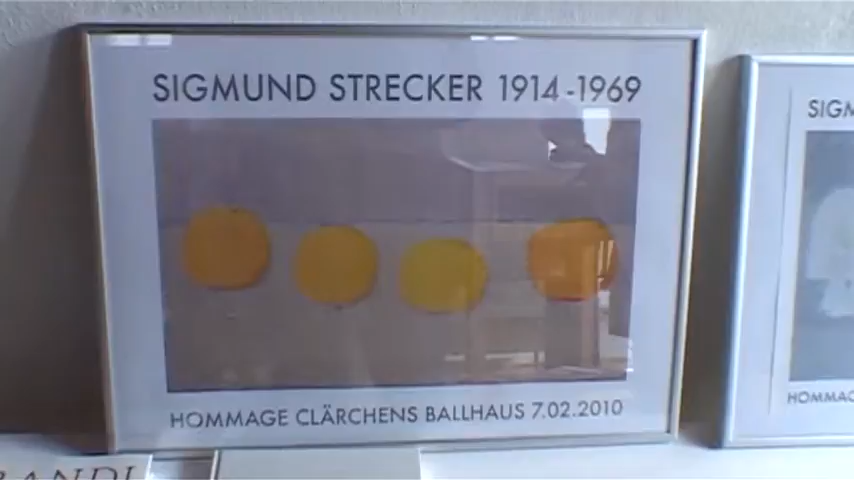 SIGMUND STRECKER 1914-1969
HOMMAGE CLÄRCHENS BALLHAUS 7.02.2010